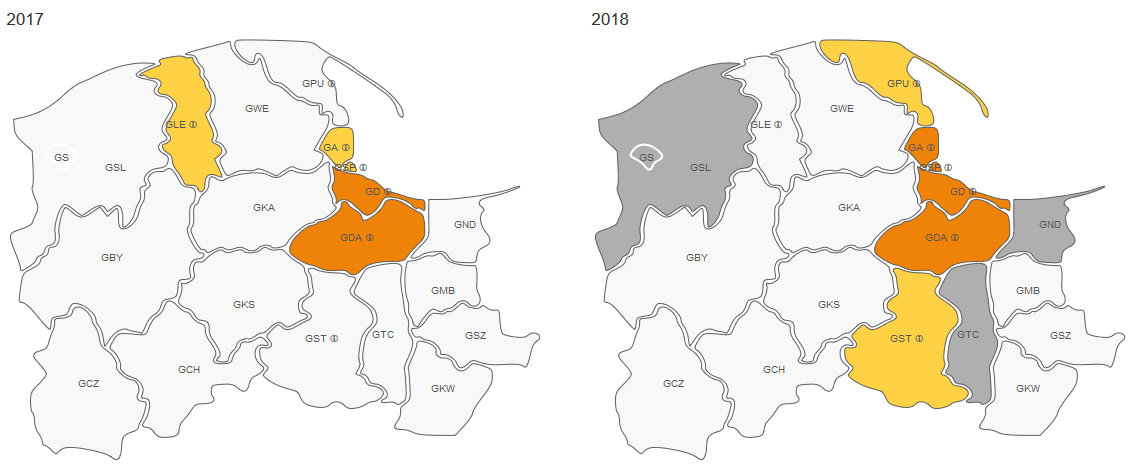 2017
2018
GPU
GWE
GLE
GA
GS
GSL
GSP
GD
GKA
GND
GDA
GBY
GMB
GKS
GST
GTC
GSZ
GCH
GCZ
GKW
GPU
GWE
GLE
GA
GS
GSL
GSP
GD
GKA
GND
GDA
GBY
GMB
GKS
GST
GTC
GSZ
GCH
GCZ
GKW